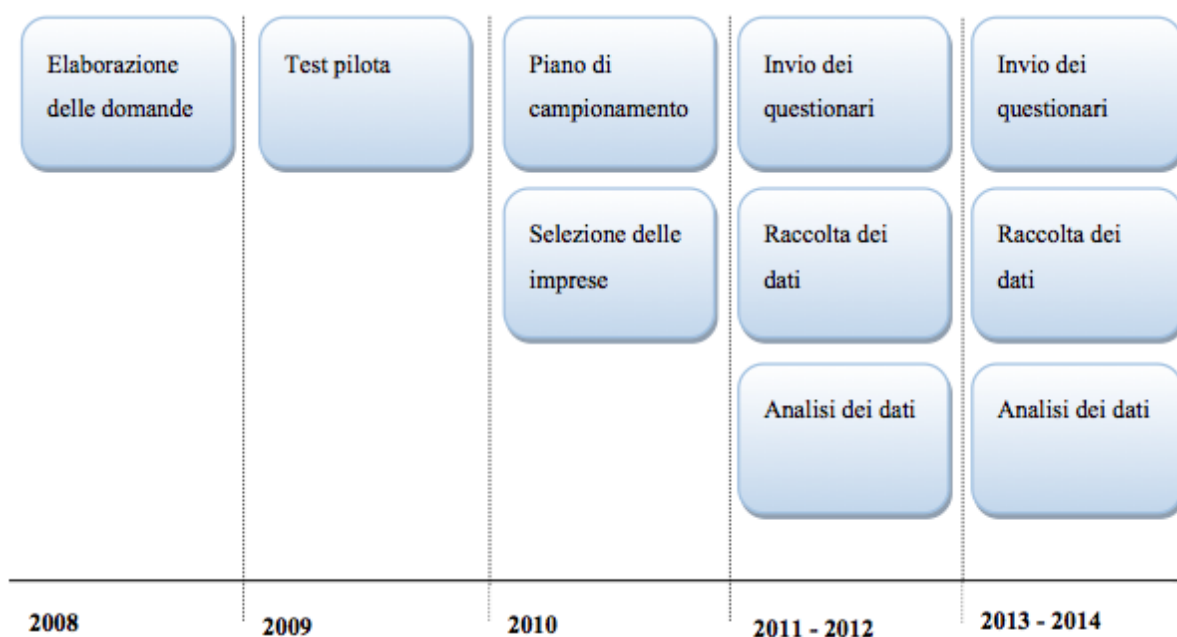 Elaborazione
delle domande
Test pilota
Piano di
campionamento
Selezione delle
imprese
Invio dei
questionari
Raccolta dei
dati
Analisi dei dati
Invio dei
questionari
Raccolta dei
dati
Analisi dei dati
2008
2009
2010
2011 - 2012
2013 - 2014